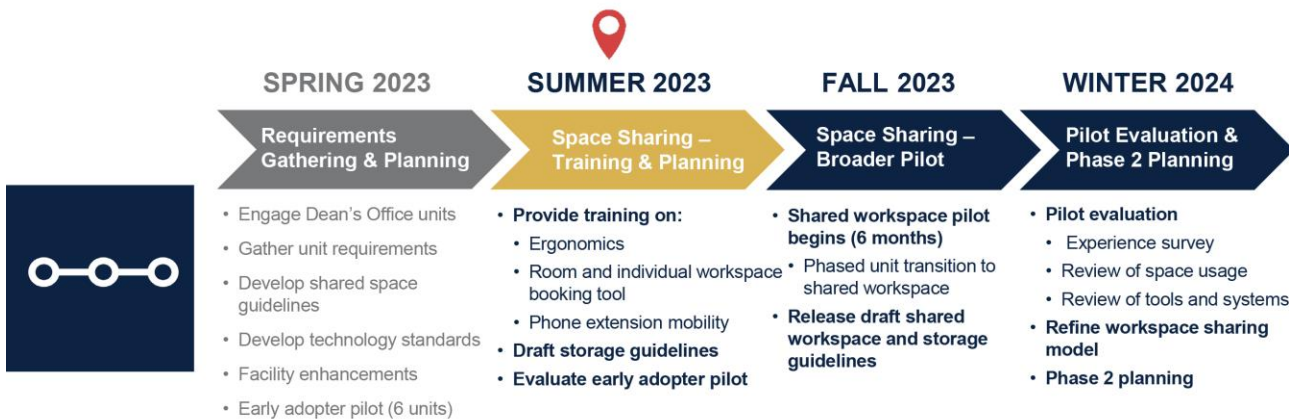 SPRING 2023
Requirements
Gathering & Planning
• Engage Dean's Office units
• Gather unit requirements
• Develop shared space
guidelines
• Develop technology standards
• Facility enhancements
• Early adopter pilot (6 units)
SUMMER 2023
Space Sharing –
Training & Planning
• Provide training on:
• Ergonomics
• Room and individual workspace
booking tool
• Phone extension mobility
• Draft storage guidelines
• Evaluate early adopter pilot
FALL 2023
Space Sharing –
Broader Pilot
• Shared workspace pilot
begins (6 months)
• Phased unit transition to
shared workspace
• Release draft shared
workspace and storage
guidelines
WINTER 2024
Pilot Evaluation &
Phase 2 Planning
• Pilot evaluation
• Experience survey
• Review of space usage
• Review of tools and systems
• Refine workspace sharing
model
• Phase 2 planning